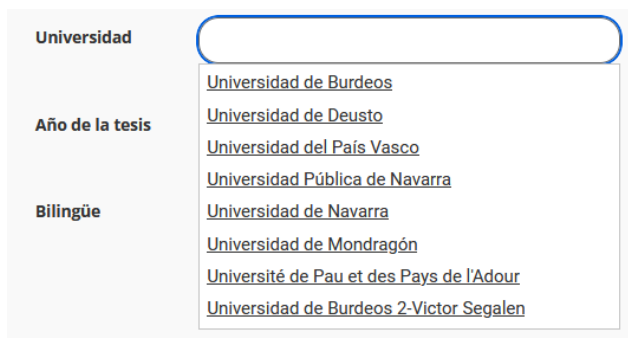 Universidad
Universidad de Burdeos
Universidad de Deusto
Año de la tesis
Universidad del País Vasco
Universidad Pública de Navarra
Bilingüe
Universidad de Navarra
Universidad de Mondragón
Université de Pau et des Pays de l'Adour
Universidad de Burdeos 2-Victor Segalen